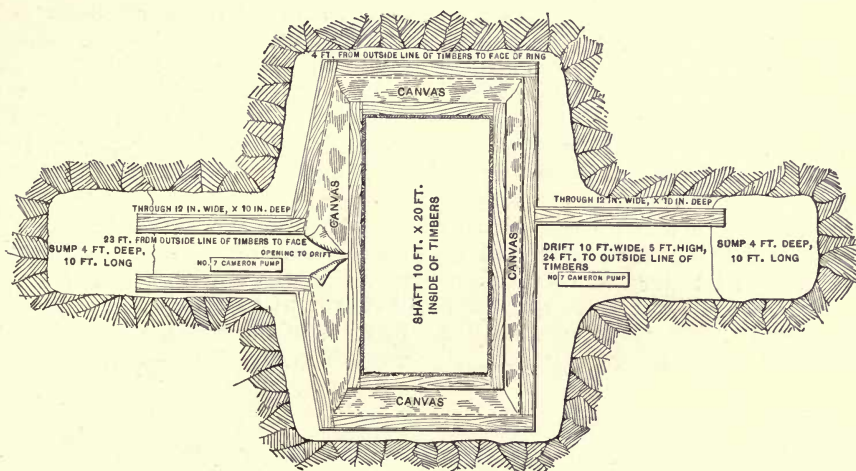 4 FT. FROM OUTSIDE LINE OF TIMBERS TO FACE OF RING
CANVAS
THROUGH 12 IN. WIDE, X 10 IN. DEEP
23 FT. FROM OUTSIDE LINE OF TIMBERS TO FACE
SUMP 4 FT. DEEP,
10 FT. LONG
OPENING TO DRIFT
NO. 7 CAMERON PUMP
CANVAS
SHAFT 10 FT. X 20 FT.
INSIDE OF TIMBERS
CANVAS
THROUGH 12 IN. WIDE, X 10 IN. DEEP
DRIFT 10 FT. WIDE, 5 FT. HIGH,
24 FT. TO OUTSIDE LINE OF
TIMBERS
NO 7 CAMERON PUMP
SUMP 4 FT. DEEP,
10 FT. LONG
CANVAS